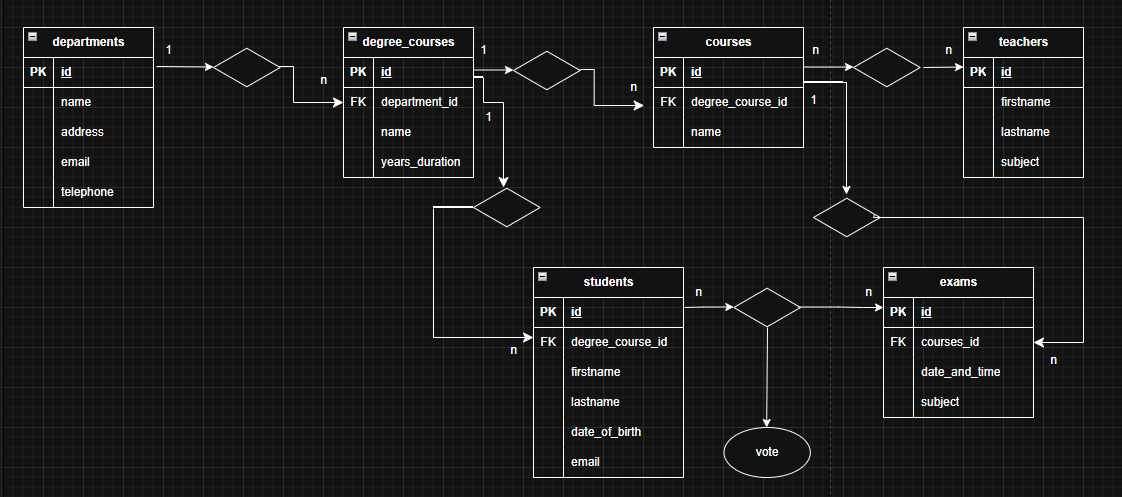 departments
PK id
name
address
email
telephone
1
n
degree_courses
PK id
FK department_id
name
years_duration
1
n
1
n
courses
PK id
FK degree_course_id
name
n
n
1
n
teachers
PK id
firstname
lastname
subject
students
PK id
FK degree_course_id
firstname
lastname
date_of_birth
email
n
n
vote
exams
PK id
FK courses_id
date_and_time
subject